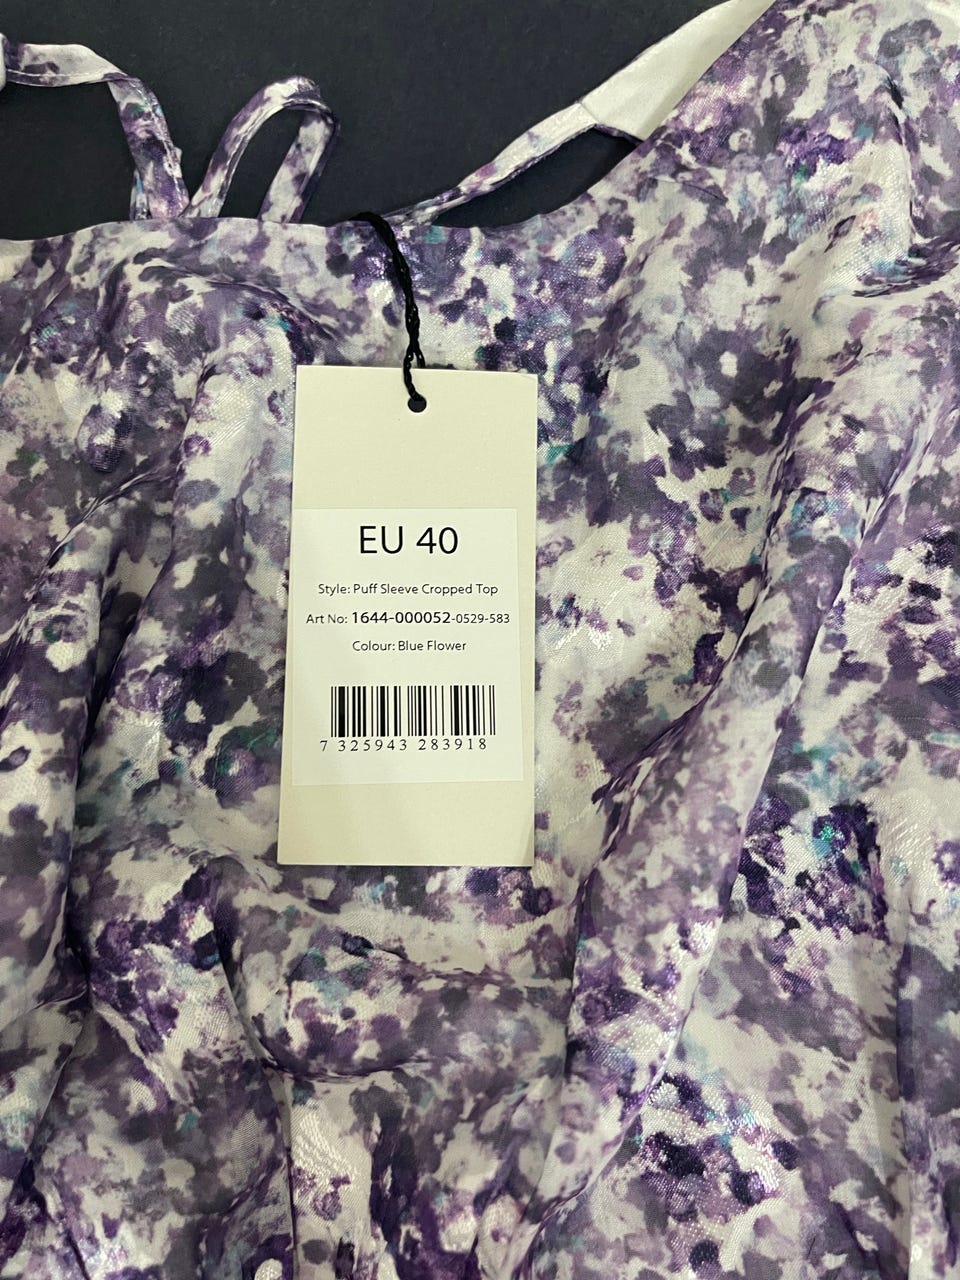 EU 40
Style: Puff Sleeve Cropped Top
Art No: 1644-000052-0529-583
Colour: Blue Flower
7 325943 283918